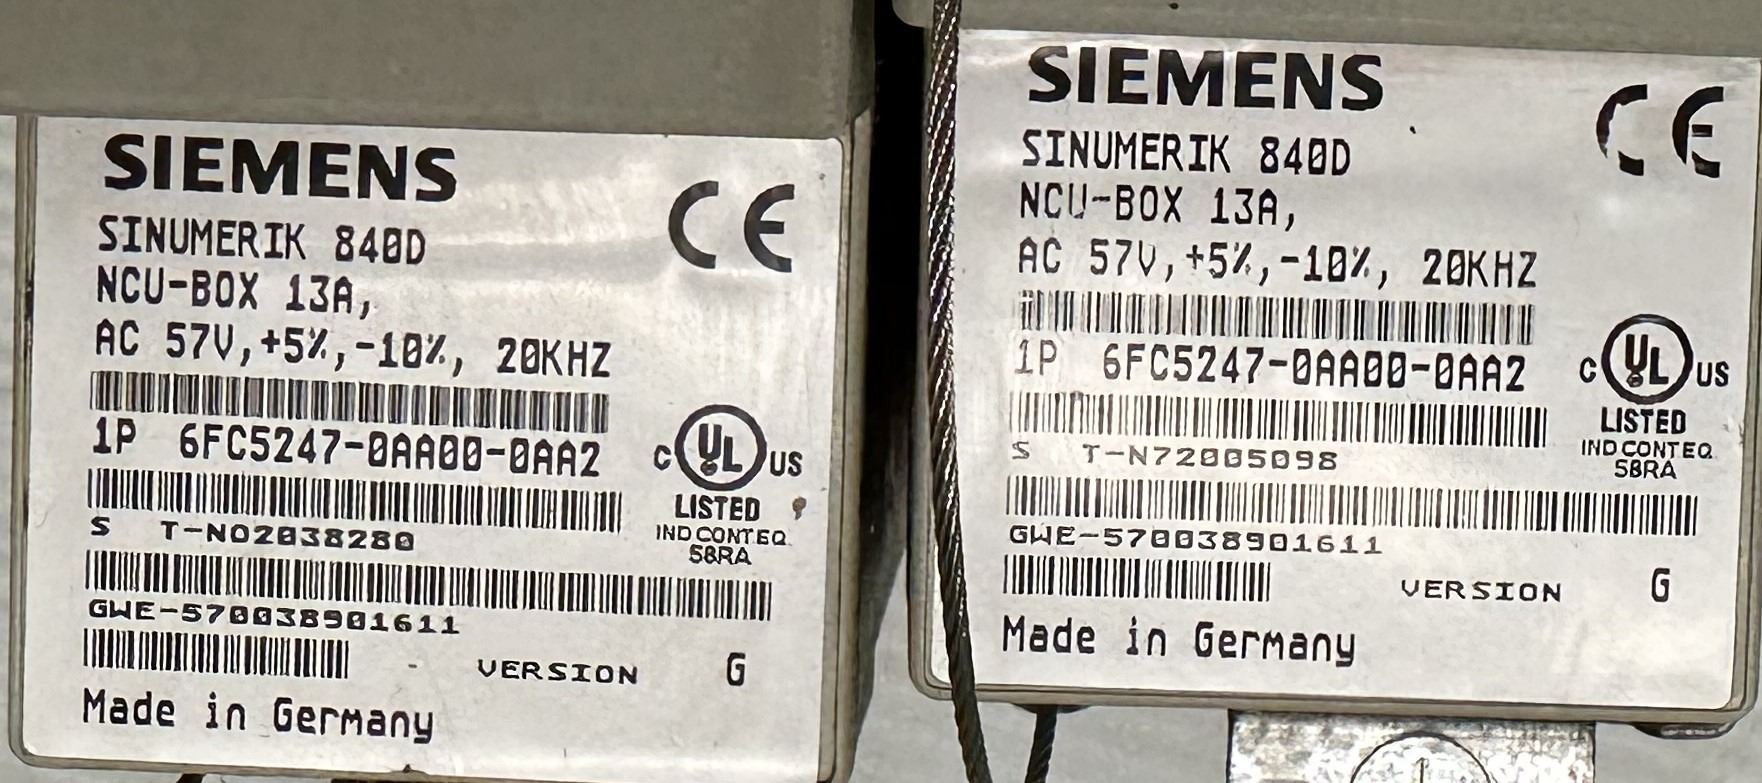 SIEMENS
CE
SINUMERIK 840D
NCU-BOX 13A,
AC 57V,+5%,-10%, 20KHZ
1P 6FC5247-0AA00-0AA2
C UL US
LISTED
IND CONT EQ
58RA
S T-N02038280
GWE-570038901611
VERSION G
Made in Germany
SIEMENS
CE
SINUMERIK 840D
NCU-BOX 13A,
AC 57V,+5%,-10%, 20KHZ
1P 6FC5247-0AA00-0AA2
C UL US
LISTED
IND CONT EQ
58RA
S T-N72005098
GWE-570038901611
VERSION G
Made in Germany